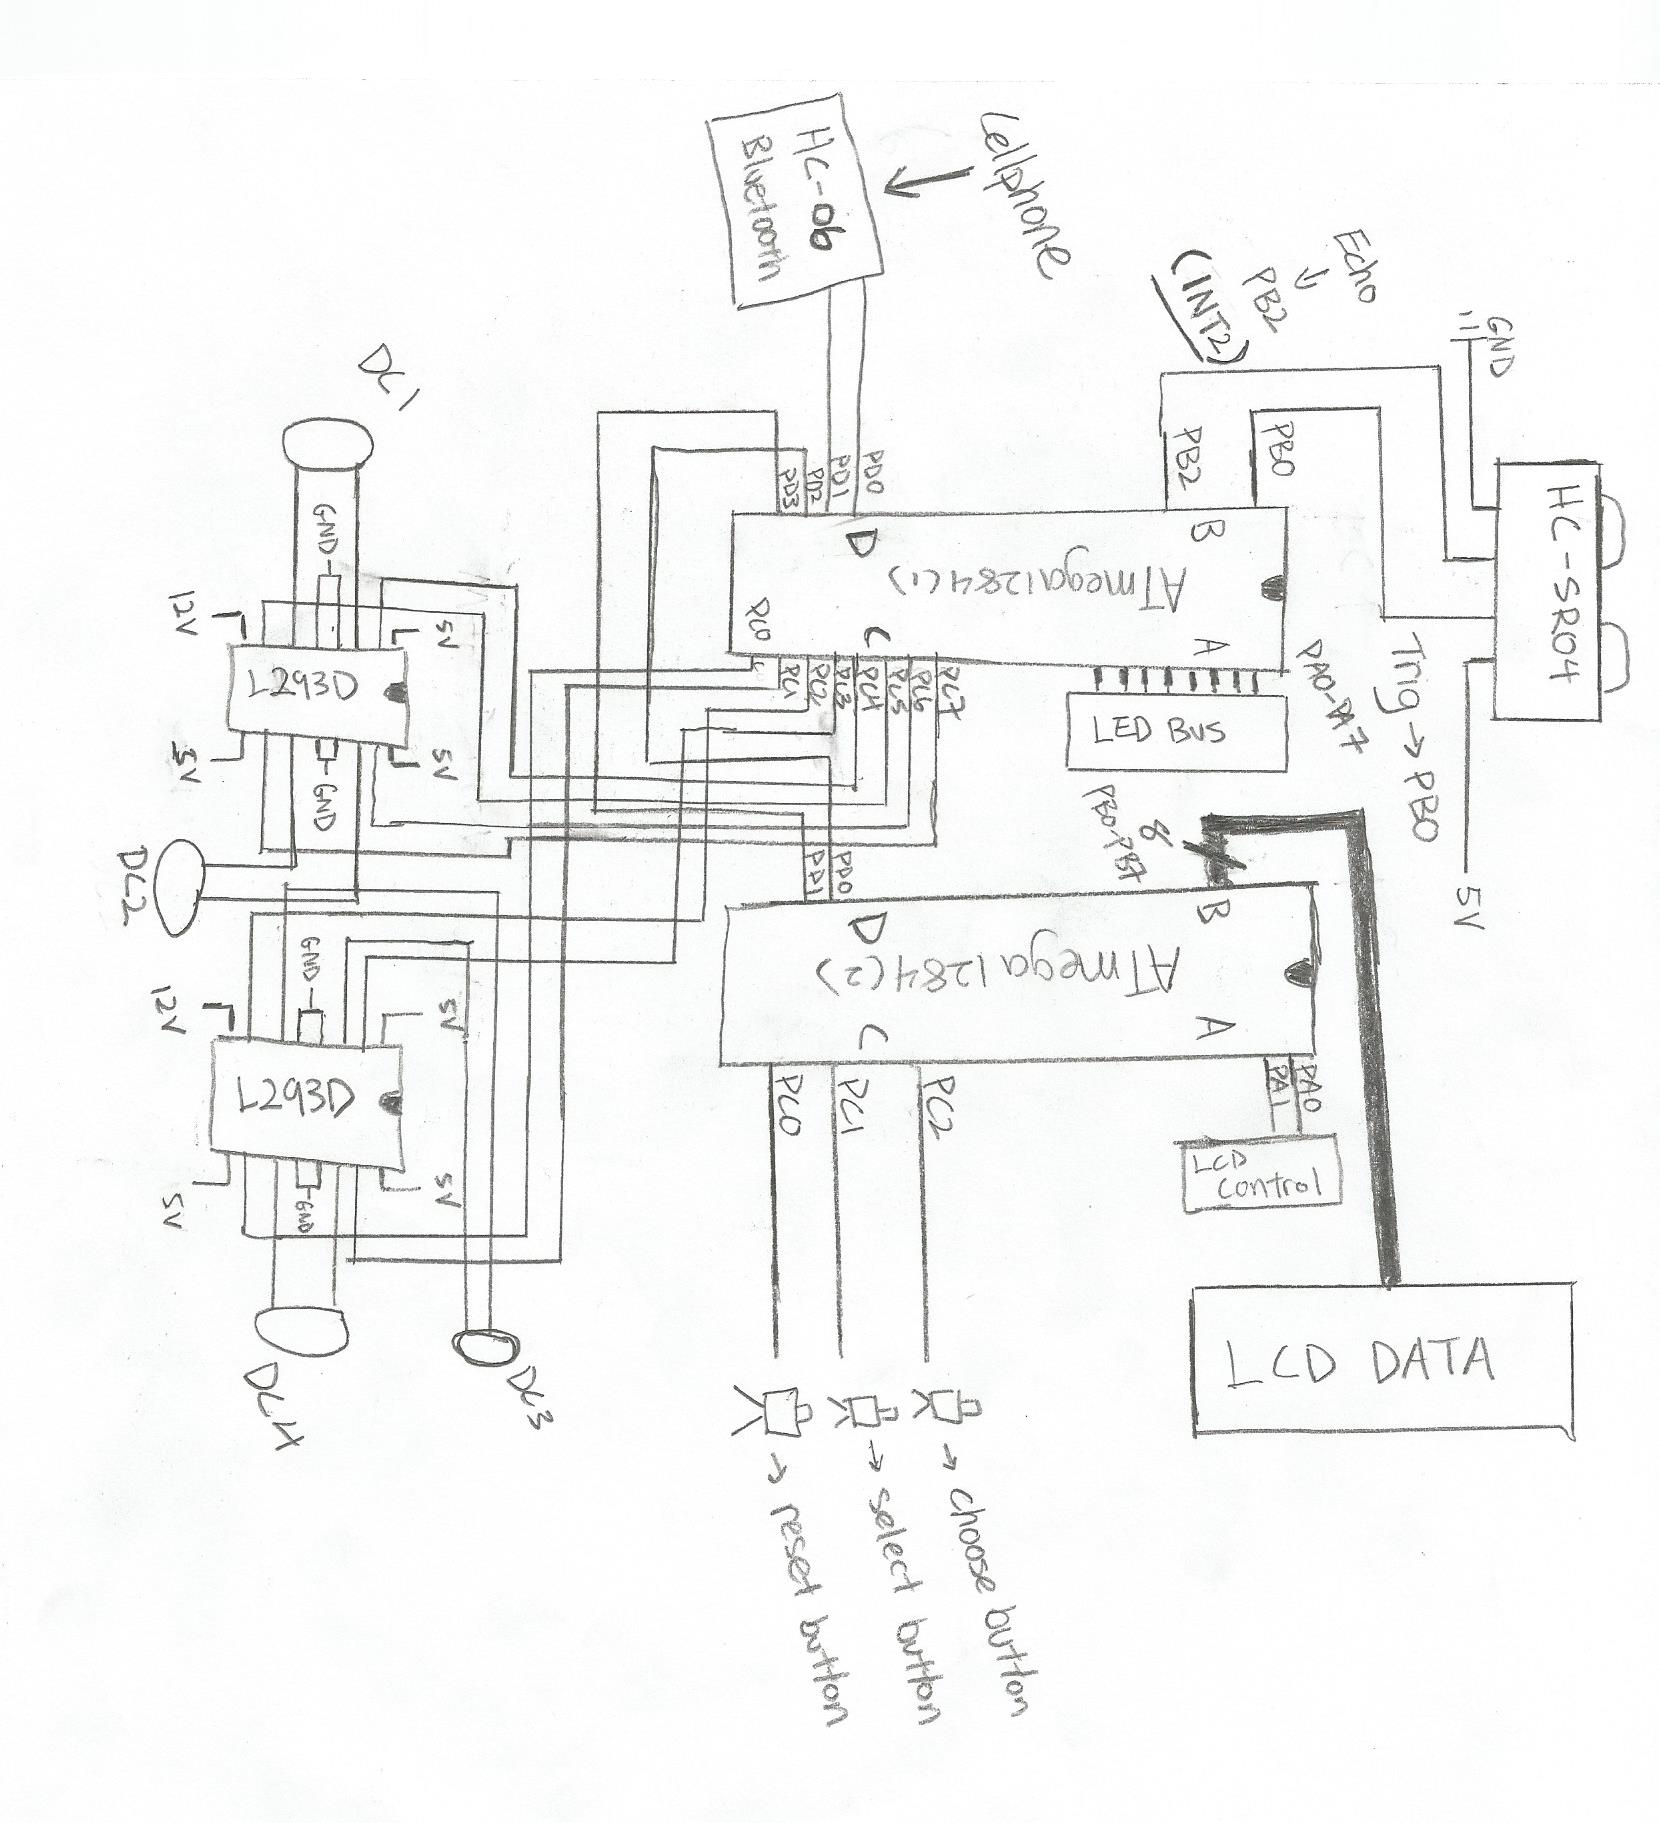 Cellphone
HC-06
Bluetooth
Echo
↓
PB2
(INT2)
GND
HC-SR04
Trig → PB0
5V
PB2
PB0
PD3
PD2
PD1
PD0
D
B
ATmega1284(1)
C
A
PC0
PC1
PC2
PC3
PC4
PC5
PC6
PC7
PA0-PA7
LED BUS
DC1
GND
12V
5V
L293D
5V
5V
GND
DC2
GND
12V
5V
L293D
5V
5V
GND
DC4
DC3
PB0-PB7
8
PD1
PD0
D
B
ATmega1284(2)
C
A
PC0
PC1
PC2
PA1
PA0
LCD
control
LCD DATA
→ reset button
→ select button
→ choose button